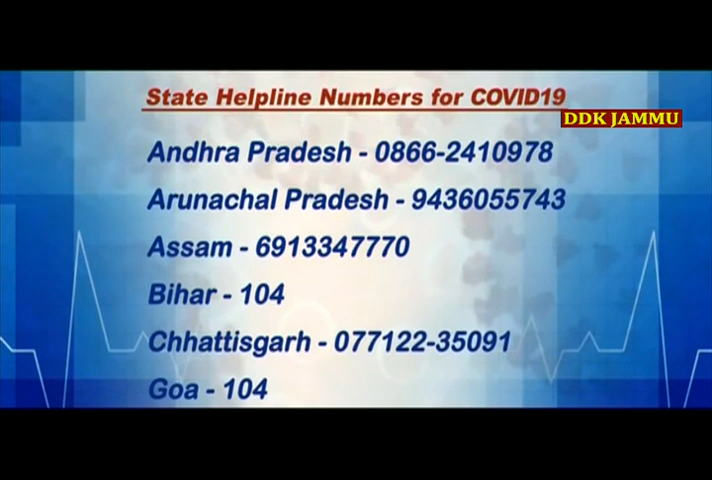 State Helpline Numbers for COVID19
DDK JAMMU
Andhra Pradesh - 0866-2410978
Arunachal Pradesh - 9436055743
Assam - 6913347770
Bihar - 104
Chhattisgarh - 077122-35091
Goa - 104